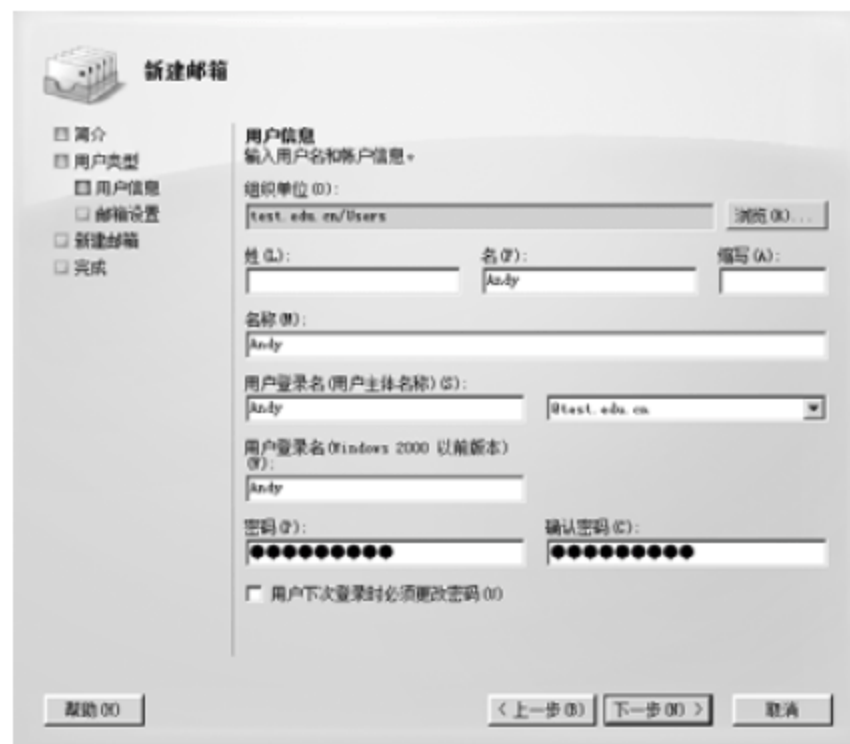 新建邮箱
简介
用户类型
用户信息
邮箱设置
新建邮箱
完成
用户信息
输入用户名和帐户信息。
组织单位(O):
test.edu.cn/Users
浏览(R)...
姓(L):
名(F):
缩写(A):
Andy
名称(M):
Andy
用户登录名(用户主体名称)(S):
Andy
@test.edu.cn
用户登录名(Windows 2000 以前版本)
(W):
Andy
密码(P):
确认密码(C):
●●●●●●●●●
●●●●●●●●●
用户下次登录时必须更改密码(U)
帮助(H)
< 上一步(B)
下一步(N) >
取消